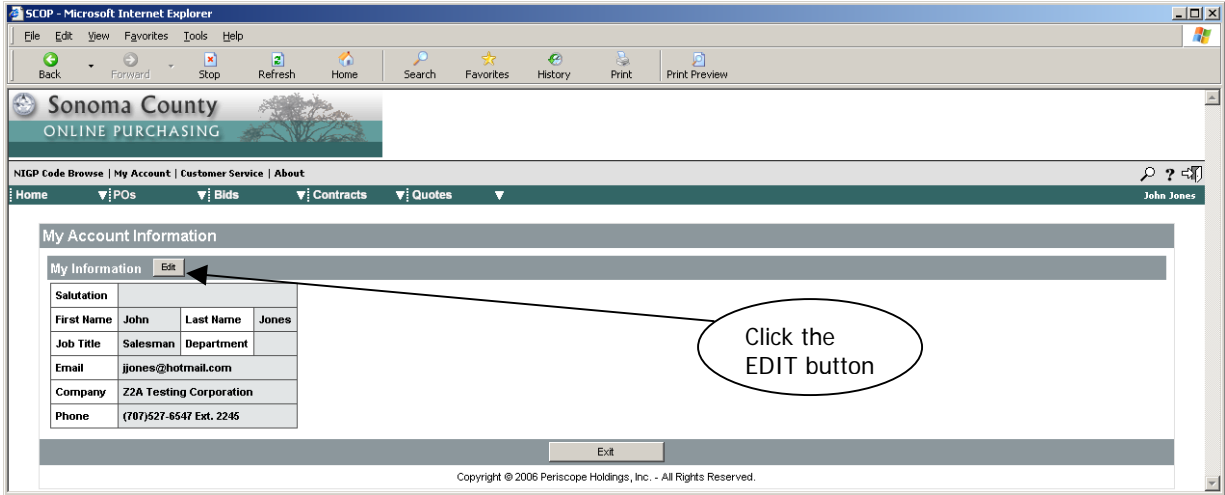 SCOP - Microsoft Internet Explorer
File Edit View Favorites Tools Help
Back Forward Stop Refresh Home Search Favorites History Print Print Preview
Sonoma County
ONLINE PURCHASING
NIGP Code Browse | My Account | Customer Service | About
Home POs Bids Contracts Quotes John Jones
My Account Information
My Information Edit
Salutation
First Name John Last Name Jones
Job Title Salesman Department
Email jjones@hotmail.com
Company Z2A Testing Corporation
Phone (707)527-6547 Ext. 2245
Click the
EDIT button
Exit
Copyright © 2006 Periscope Holdings, Inc. - All Rights Reserved.